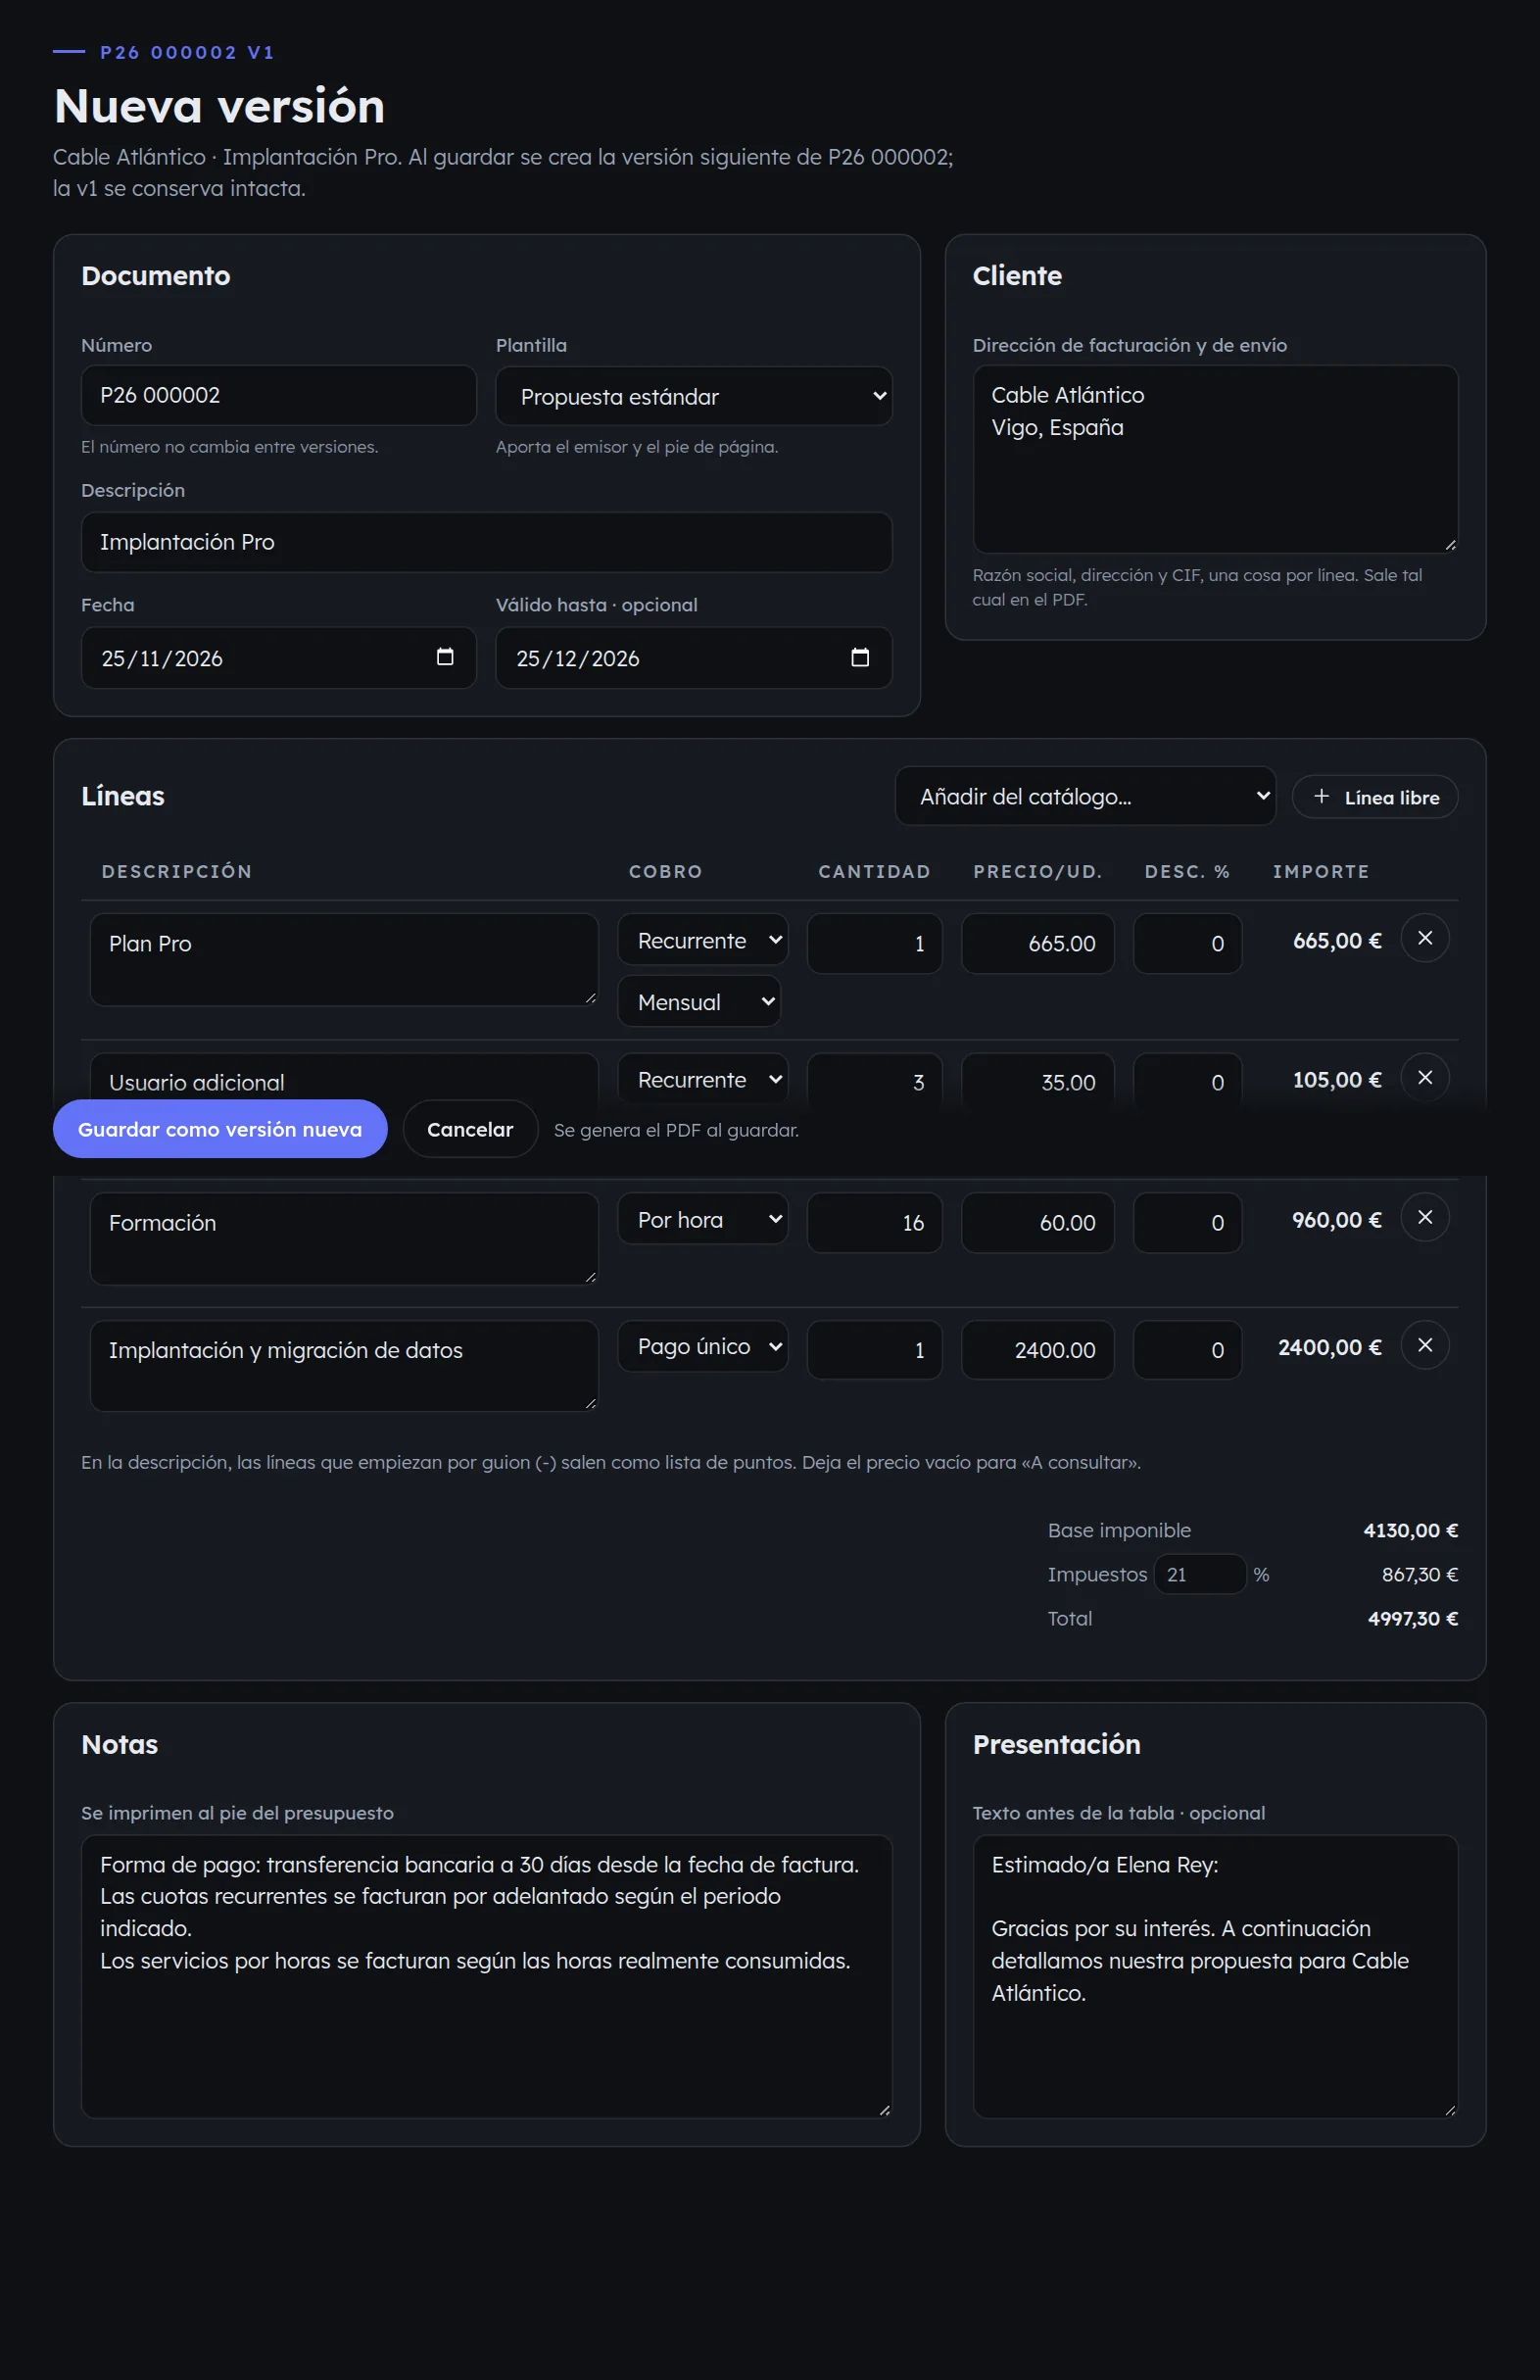 P26 000002 V1
Nueva versión
Cable Atlántico · Implantación Pro. Al guardar se crea la versión siguiente de P26 000002;
la v1 se conserva intacta.
Documento
Número
Plantilla
P26 000002
Propuesta estándar
El número no cambia entre versiones.
Aporta el emisor y el pie de página.
Descripción
Implantación Pro
Fecha
Válido hasta · opcional
25/11/2026
25/12/2026
Cliente
Dirección de facturación y de envío
Cable Atlántico
Vigo, España
Razón social, dirección y CIF, una cosa por línea. Sale tal
cual en el PDF.
Líneas
Añadir del catálogo...
+ Línea libre
DESCRIPCIÓN COBRO CANTIDAD PRECIO/UD. DESC. % IMPORTE
Plan Pro Recurrente 1 665.00 0 665,00 €
Mensual
Usuario adicional Recurrente 3 35.00 0 105,00 €
Guardar como versión nueva Cancelar Se genera el PDF al guardar.
Formación Por hora 16 60.00 0 960,00 €
Implantación y migración de datos Pago único 1 2400.00 0 2400,00 €
En la descripción, las líneas que empiezan por guion (-) salen como lista de puntos. Deja el precio vacío para «A consultar».
Base imponible 4130,00 €
Impuestos 21 % 867,30 €
Total 4997,30 €
Notas
Se imprimen al pie del presupuesto
Forma de pago: transferencia bancaria a 30 días desde la fecha de factura.
Las cuotas recurrentes se facturan por adelantado según el periodo
indicado.
Los servicios por horas se facturan según las horas realmente consumidas.
Presentación
Texto antes de la tabla · opcional
Estimado/a Elena Rey:
Gracias por su interés. A continuación
detallamos nuestra propuesta para Cable
Atlántico.